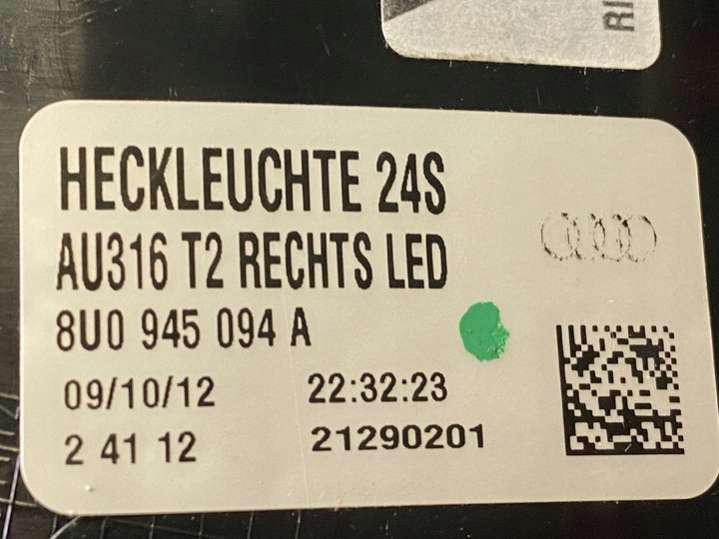 RI
HECKLEUCHTE 24S
AU316 T2 RECHTS LED
8U0 945 094 A
09/10/12 22:32:23
2 41 12 21290201